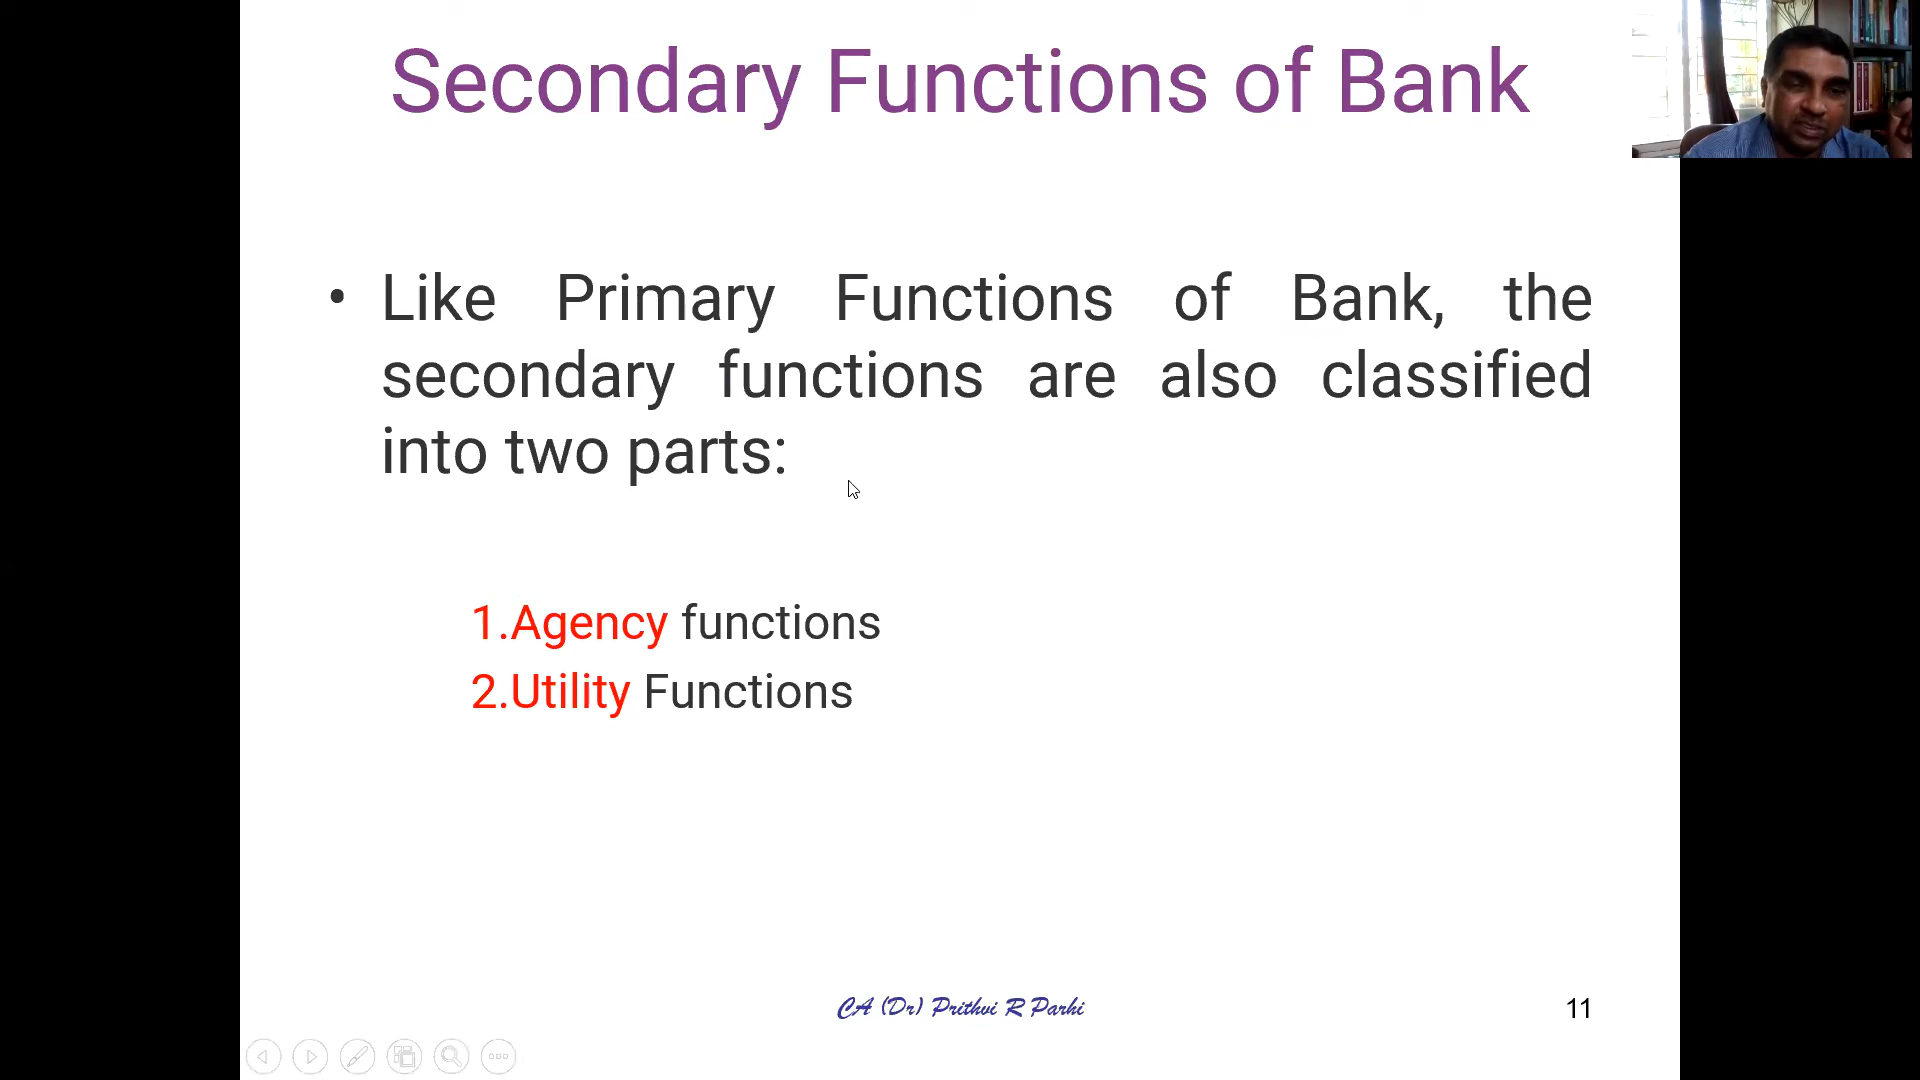 Secondary Functions of Bank
• Like Primary Functions of Bank, the
secondary functions are also classified
into two parts:
1.Agency functions
2.Utility Functions
CA (Dr) Prithvi R Parhi
11